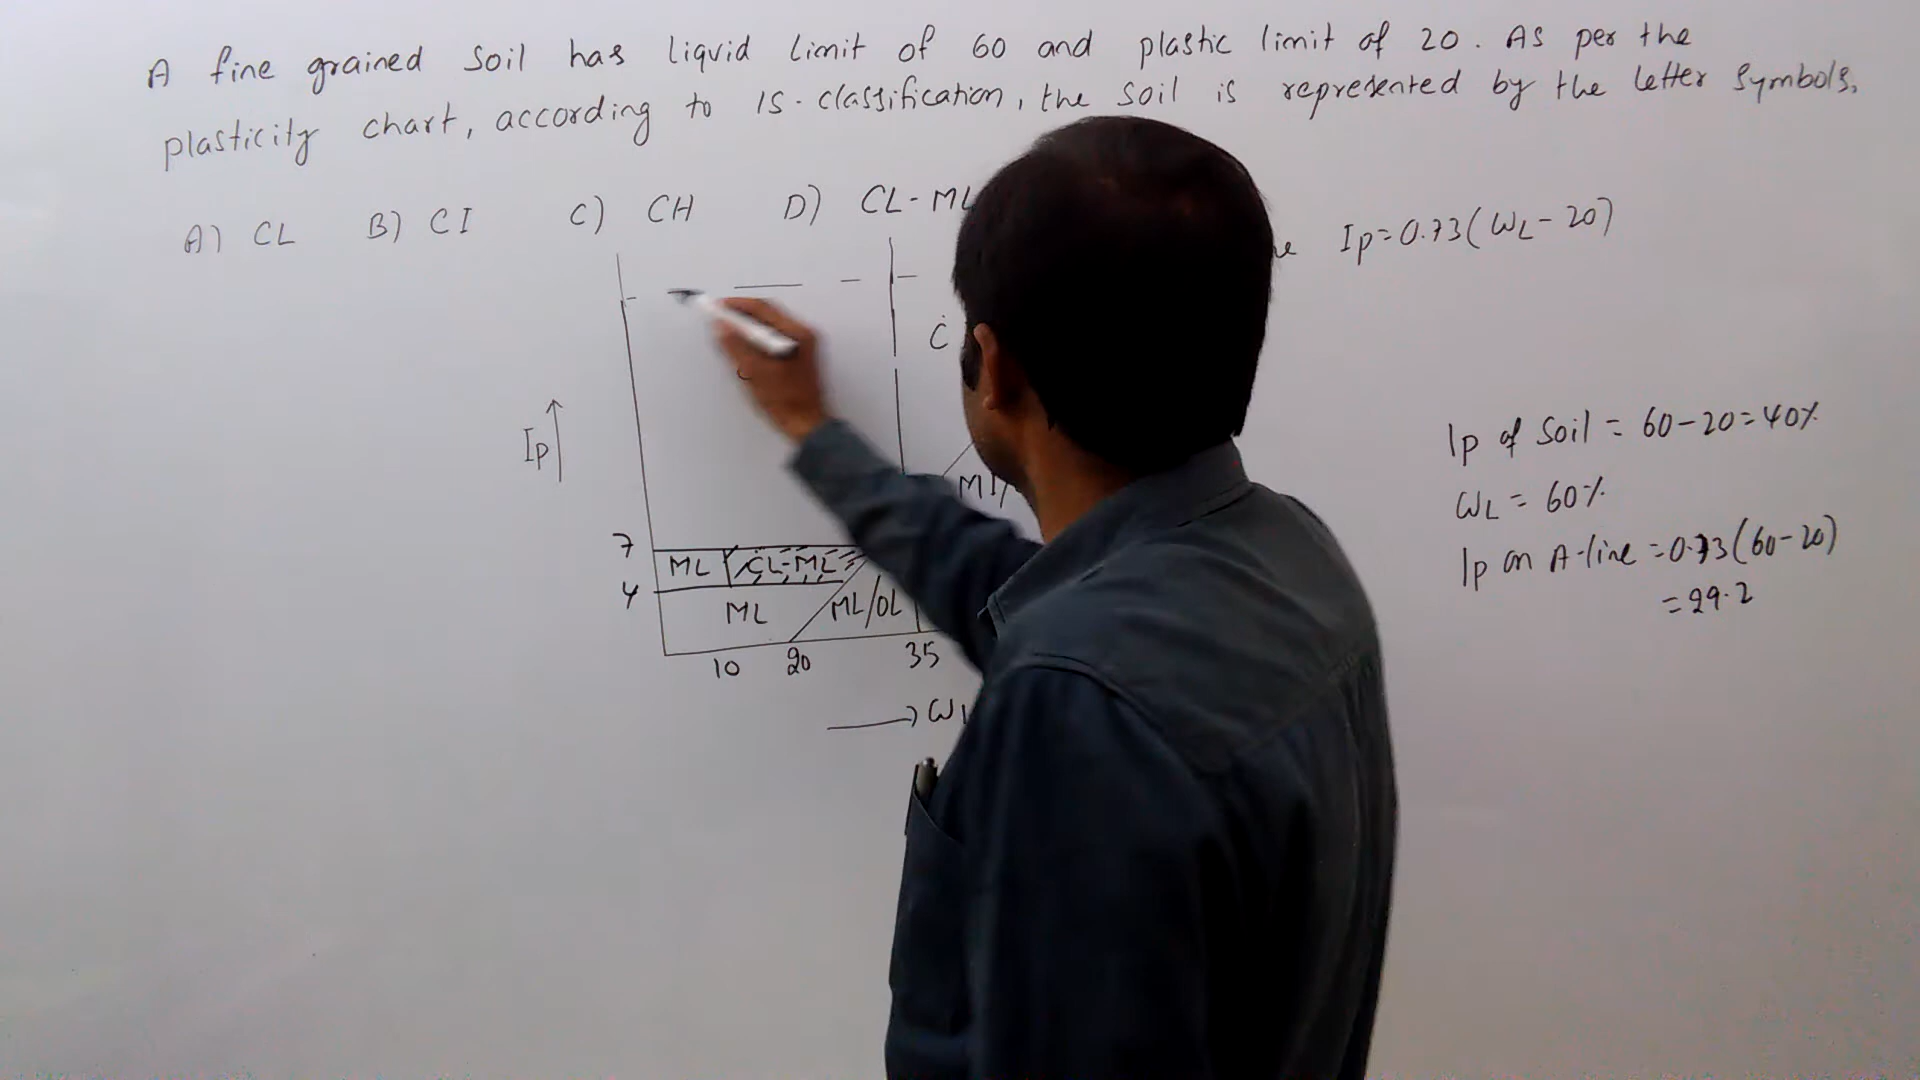 A fine grained Soil has liquid limit of 60 and plastic limit of 20. As per the
plasticity chart, according to IS-classification, the soil is represented by the letter symbols,
A) CL B) CI C) CH D) CL-ML
Ip=0.73(WL-20)
C
Ip
Ip of Soil = 60-20=40%
WL = 60%
Ip on A-line =0.73(60-20)
=29.2
7
4
ML
CL-ML
ML
ML/OL
10 20 35